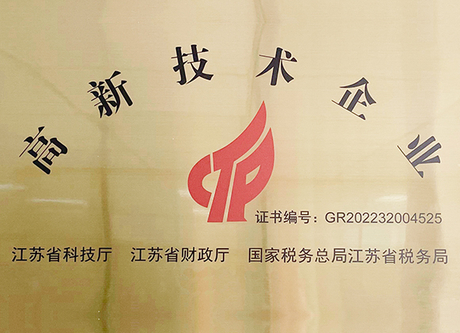 高新技术企业
CTP
证书编号：GR202232004525
江苏省科技厅 江苏省财政厅 国家税务总局江苏省税务局